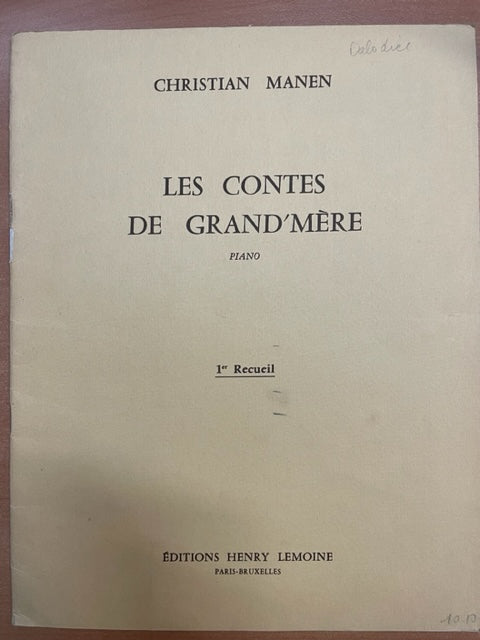 CHRISTIAN MANEN
LES CONTES
DE GRAND'MÈRE
PIANO
1er Recueil
ÉDITIONS HENRY LEMOINE
PARIS-BRUXELLES